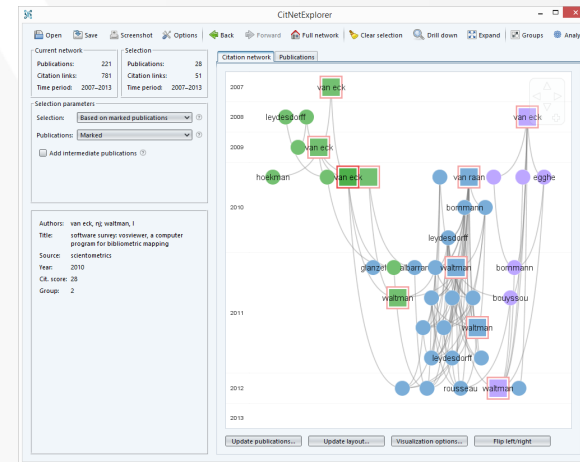 CitNetExplorer
Open Save Screenshot Options Back Forward Full network Clear selection Drill down Expand Groups Analy
Current network
Publications: 221
Citation links: 781
Time period: 2007–2013
Selection
Publications: 28
Citation links: 51
Time period: 2007–2013
Selection parameters
Selection: Based on marked publications
Publications: Marked
Add intermediate publications
Authors: van eck, nj; waltman, l
Title: software survey: vosviewer, a computer
program for bibliometric mapping
Source: scientometrics
Year: 2010
Cit. score: 28
Group: 2
Citation network Publications
2007 van eck
2008 leydesdorff van eck
2009 van eck
hoekman van eck van raan egghe
2010 bornmann
leydesdorff
glanzel albarran waltman bornmann
waltman bouyssou
2011 waltman
leydesdorff
2012 rousseau waltman
2013
Update publications... Update layout... Visualization options... Flip left/right